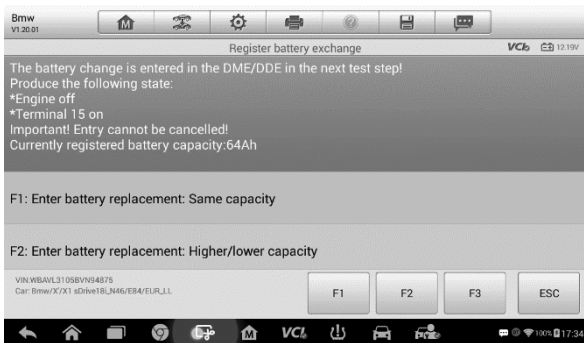 Bmw
V1.20.01
Register battery exchange
VCI
12.19V
The battery change is entered in the DME/DDE in the next test step!
Produce the following state:
*Engine off
*Terminal 15 on
Important! Entry cannot be cancelled!
Currently registered battery capacity:64Ah
F1: Enter battery replacement: Same capacity
F2: Enter battery replacement: Higher/lower capacity
VIN:WBAVL3105BVN94875
Car: Bmw/X'/X1 sDrive18i_N46/E84/EUR_LL
F1
F2
F3
ESC
VCI
100%
17:34